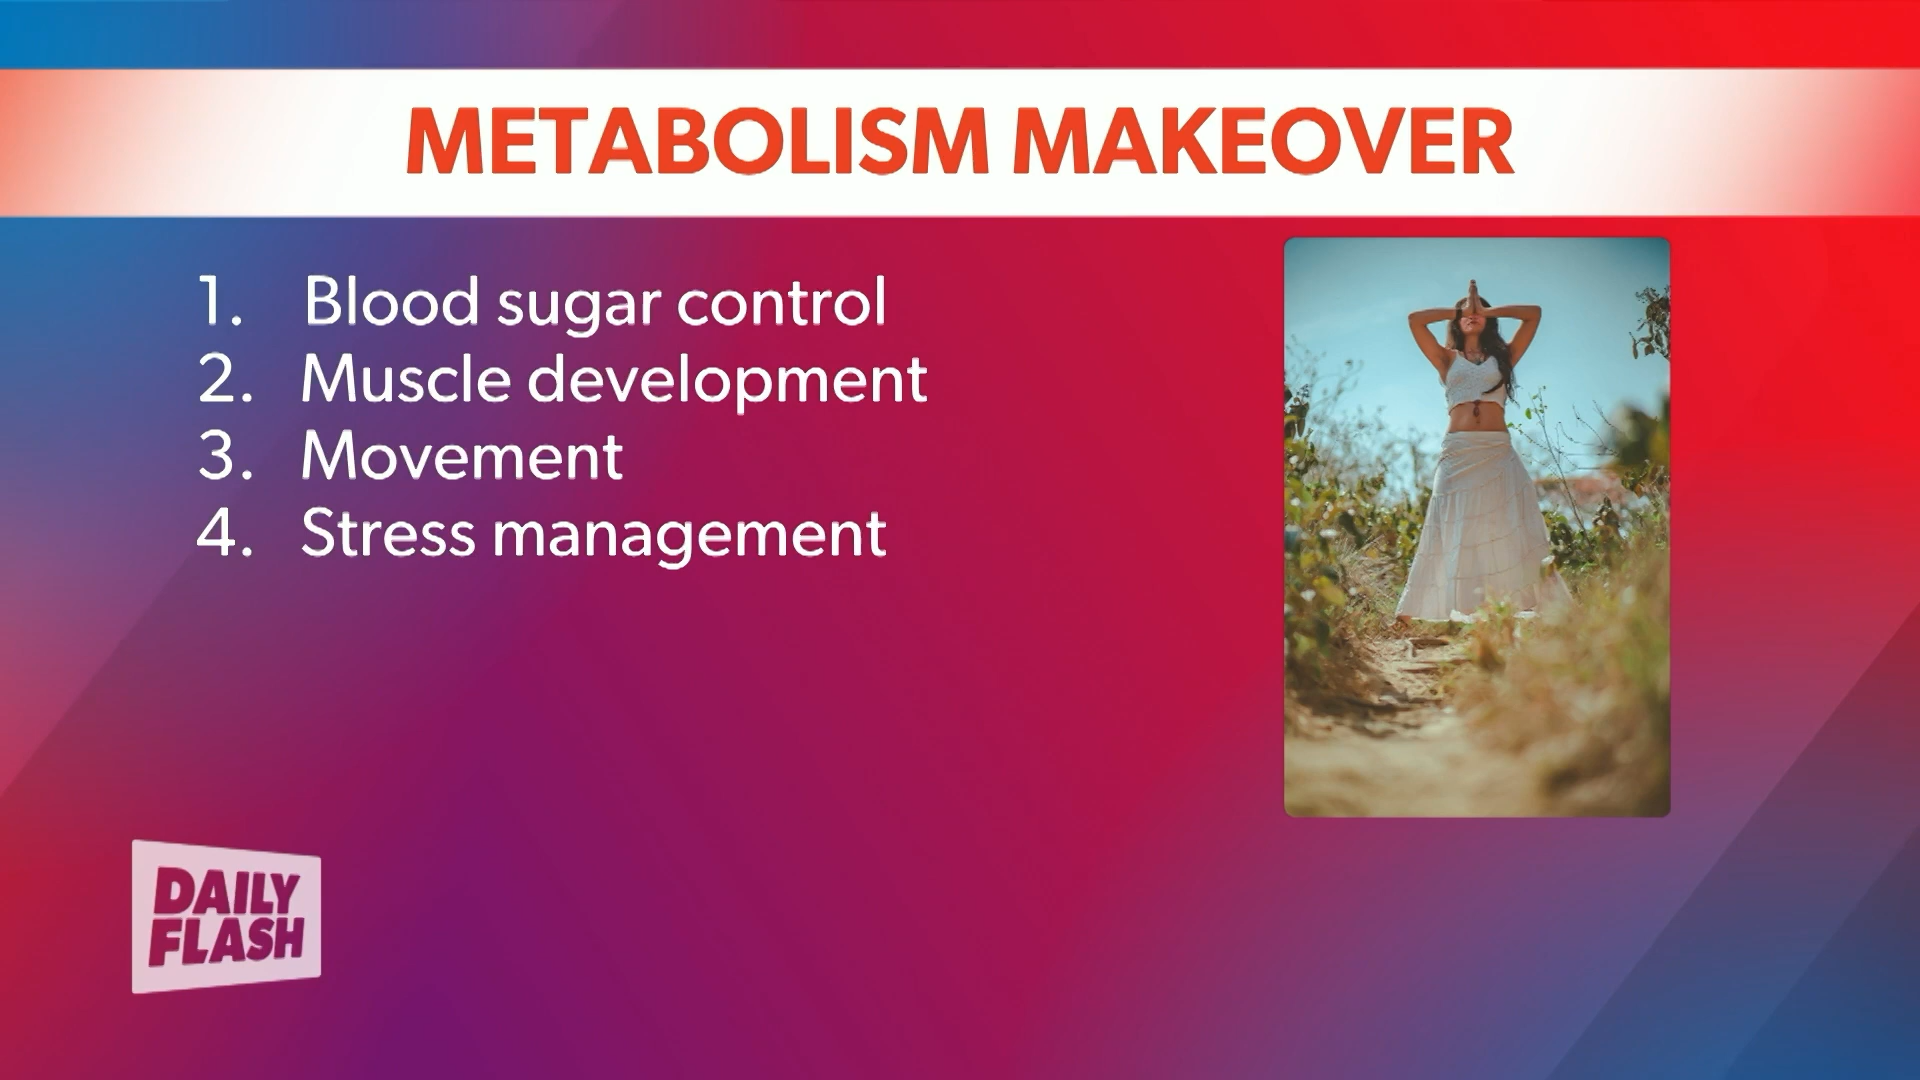 METABOLISM MAKEOVER
1. Blood sugar control
2. Muscle development
3. Movement
4. Stress management
DAILY
FLASH